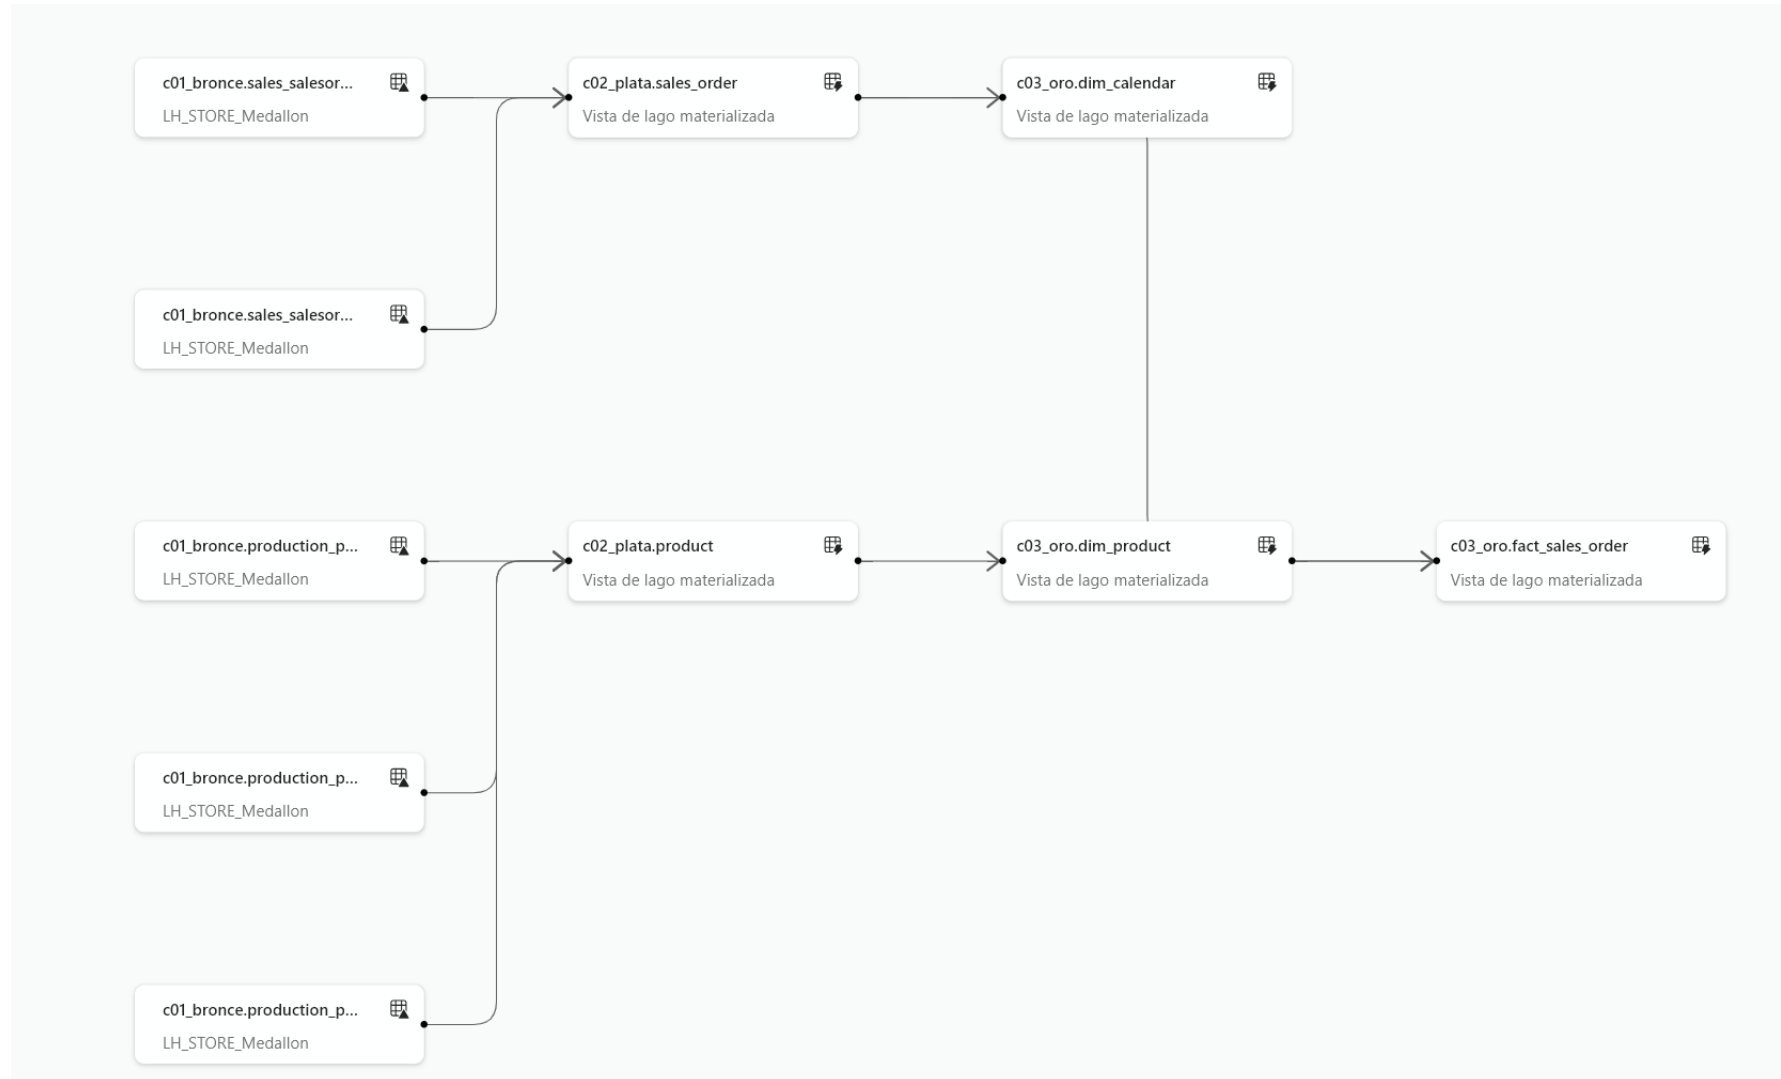 c01_bronce.sales_salesor...
LH_STORE_Medallon
c02_plata.sales_order
Vista de lago materializada
c03_oro.dim_calendar
Vista de lago materializada
c01_bronce.sales_salesor...
LH_STORE_Medallon
c01_bronce.production_p...
LH_STORE_Medallon
c02_plata.product
Vista de lago materializada
c03_oro.dim_product
Vista de lago materializada
c03_oro.fact_sales_order
Vista de lago materializada
c01_bronce.production_p...
LH_STORE_Medallon
c01_bronce.production_p...
LH_STORE_Medallon